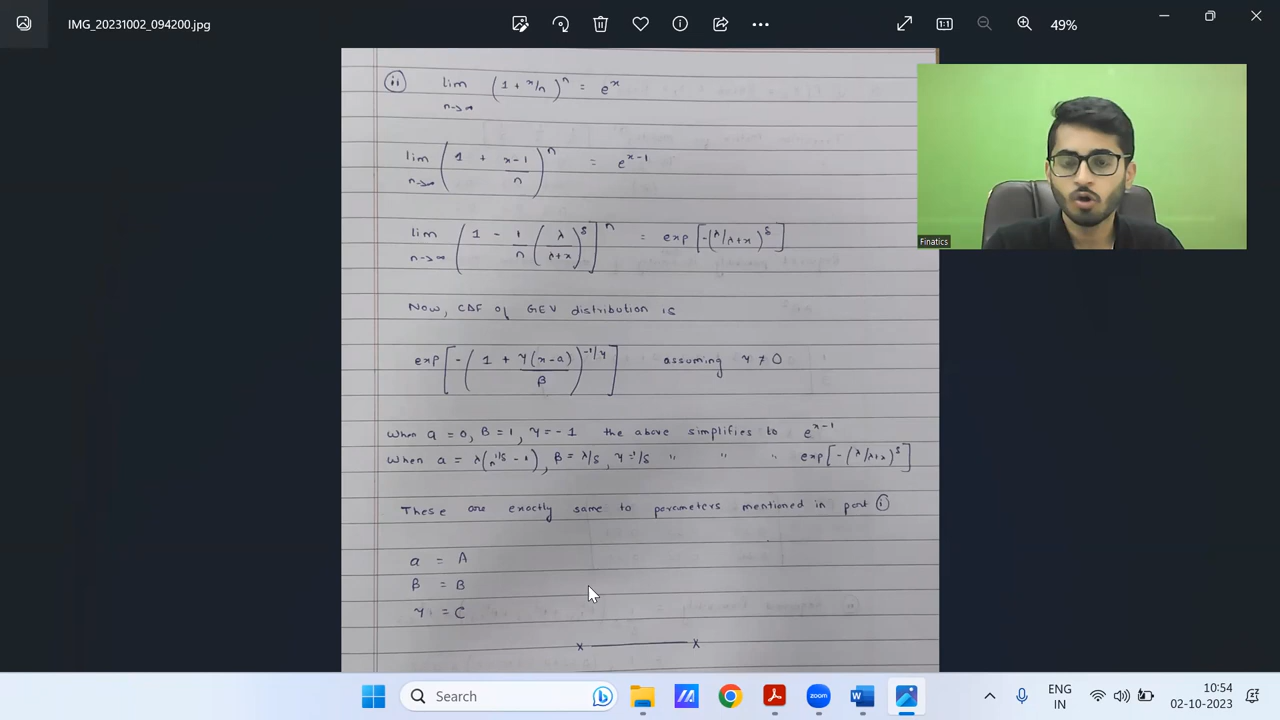 IMG_20231002_094200.jpg
49%
ii lim n→∞ (1 + x/n)^n = e^x
lim n→∞ (1 + (x-1)/n)^n = e^(x-1)
lim n→∞ (1 - 1/n (λ/(λ+x))^δ]^n = exp[-(λ/λ+x)^δ]
Now, CDF of GEV distribution is
exp[-(1 + γ(x-a)/β)^(-1/γ)] assuming γ ≠ 0
When a = 0, β = 1, γ = -1 the above simplifies to e^(x-1)
When a = λ(n^(1/δ) - 1), β = λ/δ, γ = 1/δ " " " exp[-(λ/λ+x)^δ]
These are exactly same to parameters mentioned in part i
a = A
β = B
γ = C
x ——— x
Finatics
Search
ENG
IN
10:54
02-10-2023
zoom